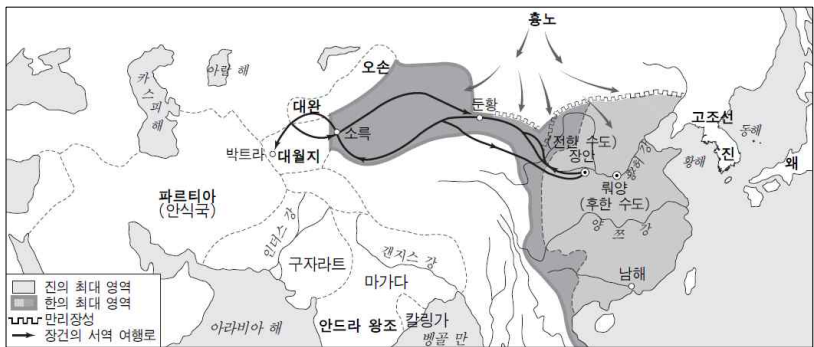 흉노
오손
카스피 해
아랄 해
대완
둔황
소륵
고조선
동해
(전한 수도)
장안
황허 강
진
황해
왜
박트라
대월지
뤄양
(후한 수도)
파르티아
(안식국)
인더스 강
양쯔 강
구자라트
갠지스 강
마가다
남해
진의 최대 영역
한의 최대 영역
만리장성
장건의 서역 여행로
아라비아 해
안드라 왕조
칼링가
벵골 만